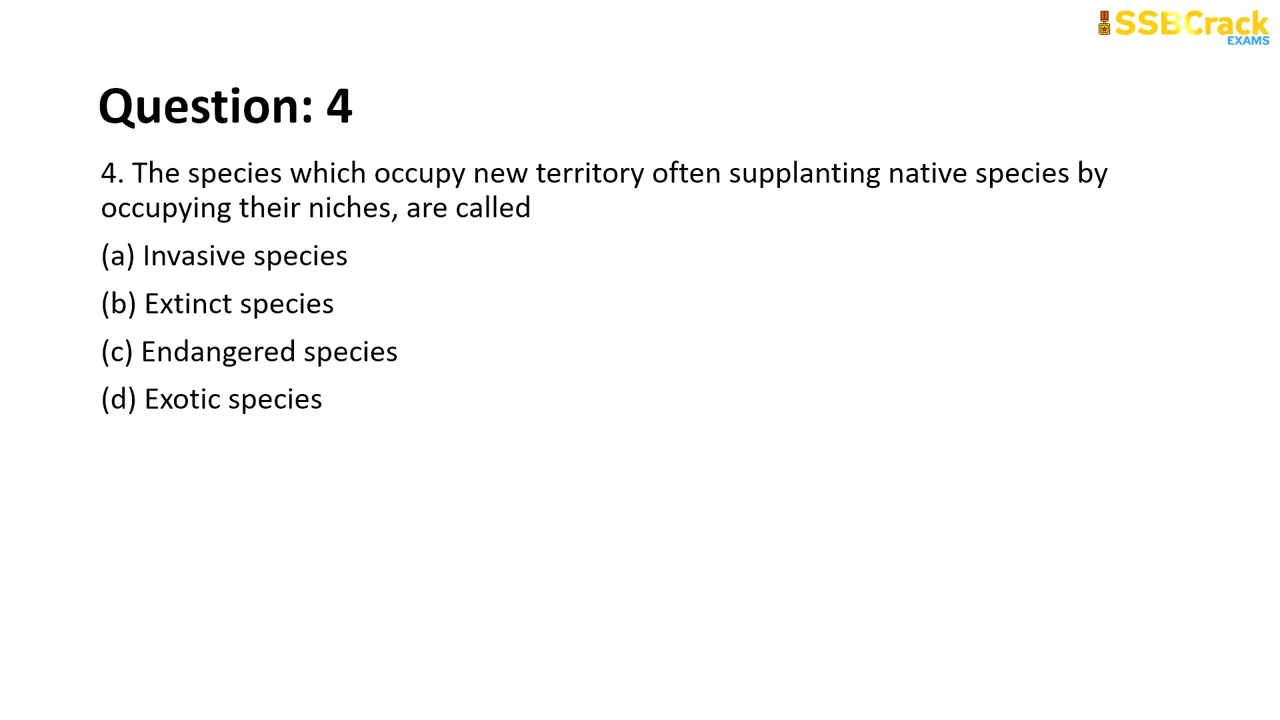 SSBCrack
EXAMS
Question: 4
4. The species which occupy new territory often supplanting native species by
occupying their niches, are called
(a) Invasive species
(b) Extinct species
(c) Endangered species
(d) Exotic species